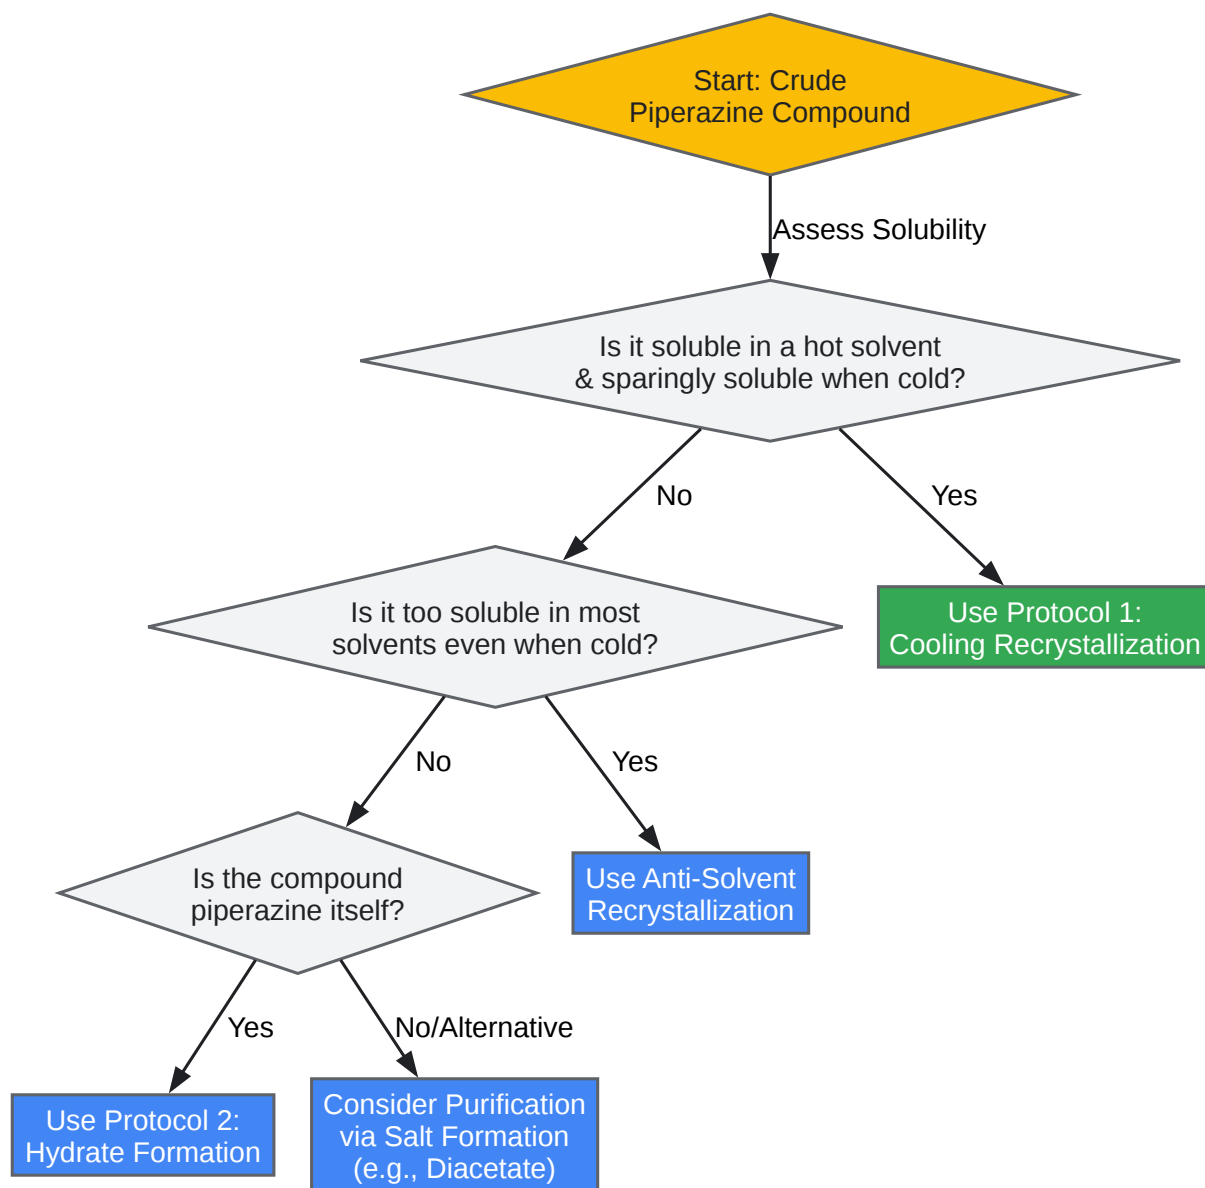 Start: Crude
Piperazine Compound
Assess Solubility
Is it soluble in a hot solvent
& sparingly soluble when cold?
No
Yes
Is it too soluble in most
solvents even when cold?
Use Protocol 1:
Cooling Recrystallization
No
Yes
Is the compound
piperazine itself?
Use Anti-Solvent
Recrystallization
Yes
No/Alternative
Use Protocol 2:
Hydrate Formation
Consider Purification
via Salt Formation
(e.g., Diacetate)